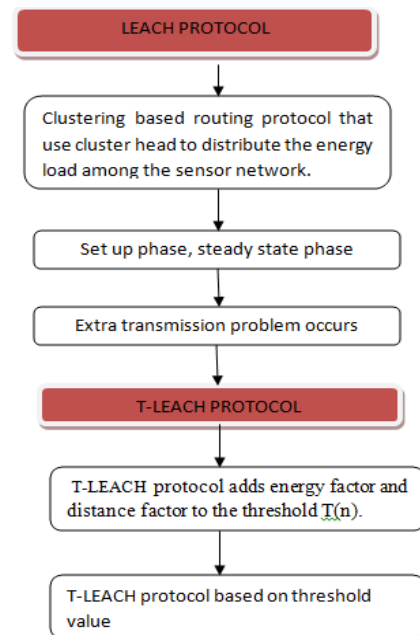 LEACH PROTOCOL
Clustering based routing protocol that
use cluster head to distribute the energy
load among the sensor network.
Set up phase, steady state phase
Extra transmission problem occurs
T-LEACH PROTOCOL
T-LEACH protocol adds energy factor and
distance factor to the threshold T(n).
T-LEACH protocol based on threshold
value